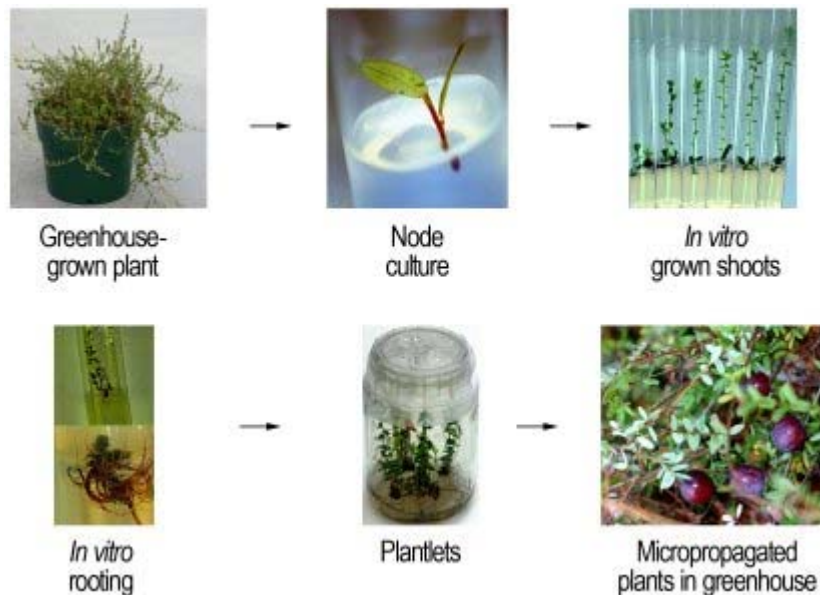 Greenhouse-
grown plant
Node
culture
In vitro
grown shoots
In vitro
rooting
Plantlets
Micropropagated
plants in greenhouse